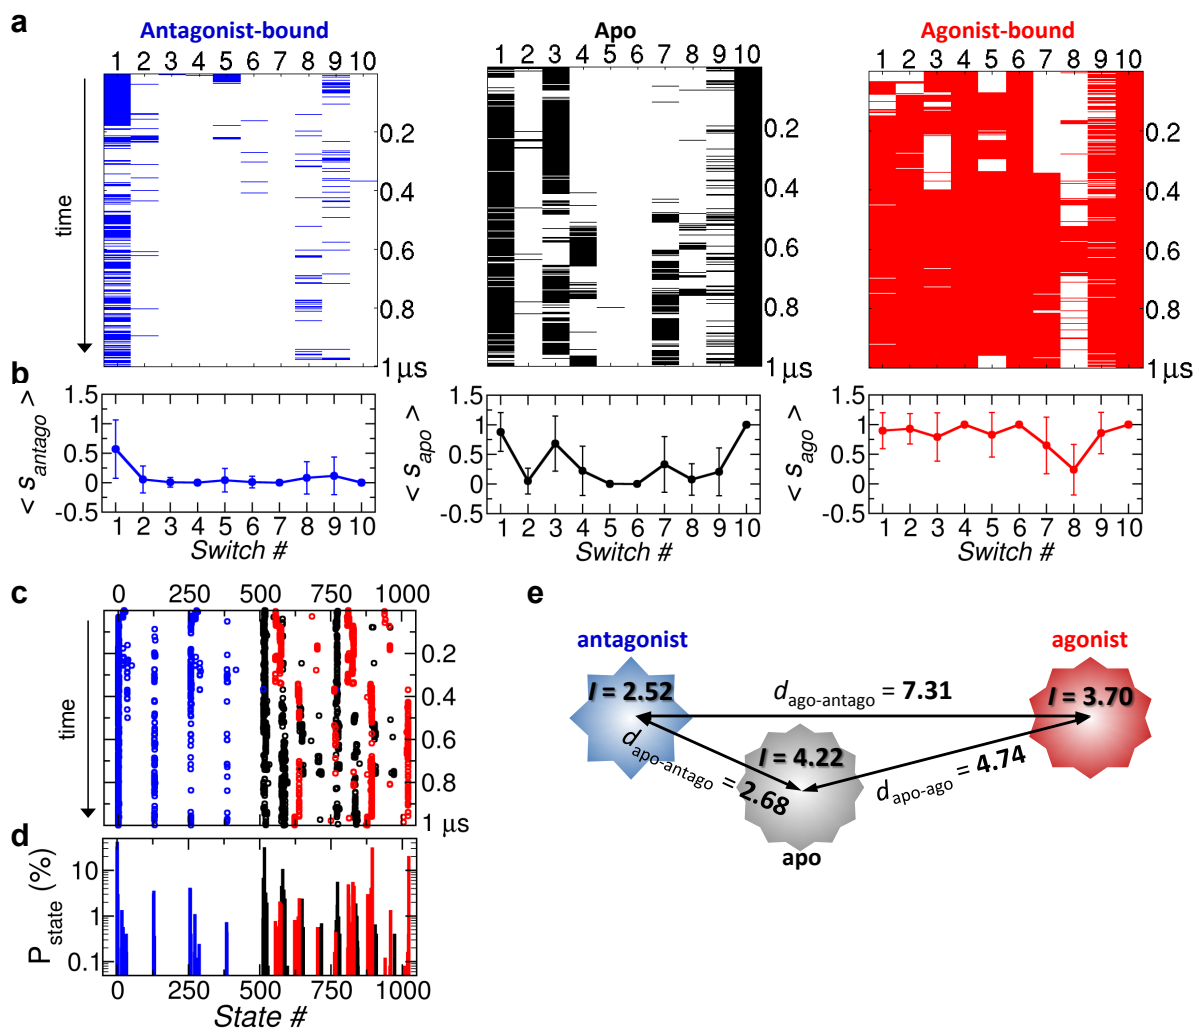 a
Antagonist-bound
Apo
Agonist-bound
1 2 3 4 5 6 7 8 9 10
1 2 3 4 5 6 7 8 9 10
1 2 3 4 5 6 7 8 9 10
time
0.2
0.4
0.6
0.8
1 μs
0.2
0.4
0.6
0.8
1 μs
0.2
0.4
0.6
0.8
1 μs
b
< s_antago >
1.5
1
0.5
0
-0.5
1 2 3 4 5 6 7 8 9 10
Switch #
< s_apo >
1.5
1
0.5
0
-0.5
1 2 3 4 5 6 7 8 9 10
Switch #
< s_ago >
1.5
1
0.5
0
-0.5
1 2 3 4 5 6 7 8 9 10
Switch #
c
0 250 500 750 1000
time
0.2
0.4
0.6
0.8
1 μs
d
P_state (%)
10
1
0.1
0 250 500 750 1000
State #
e
antagonist
agonist
I = 2.52
d_ago-antago = 7.31
I = 3.70
I = 4.22
d_apo-antago = 2.68
d_apo-ago = 4.74
apo